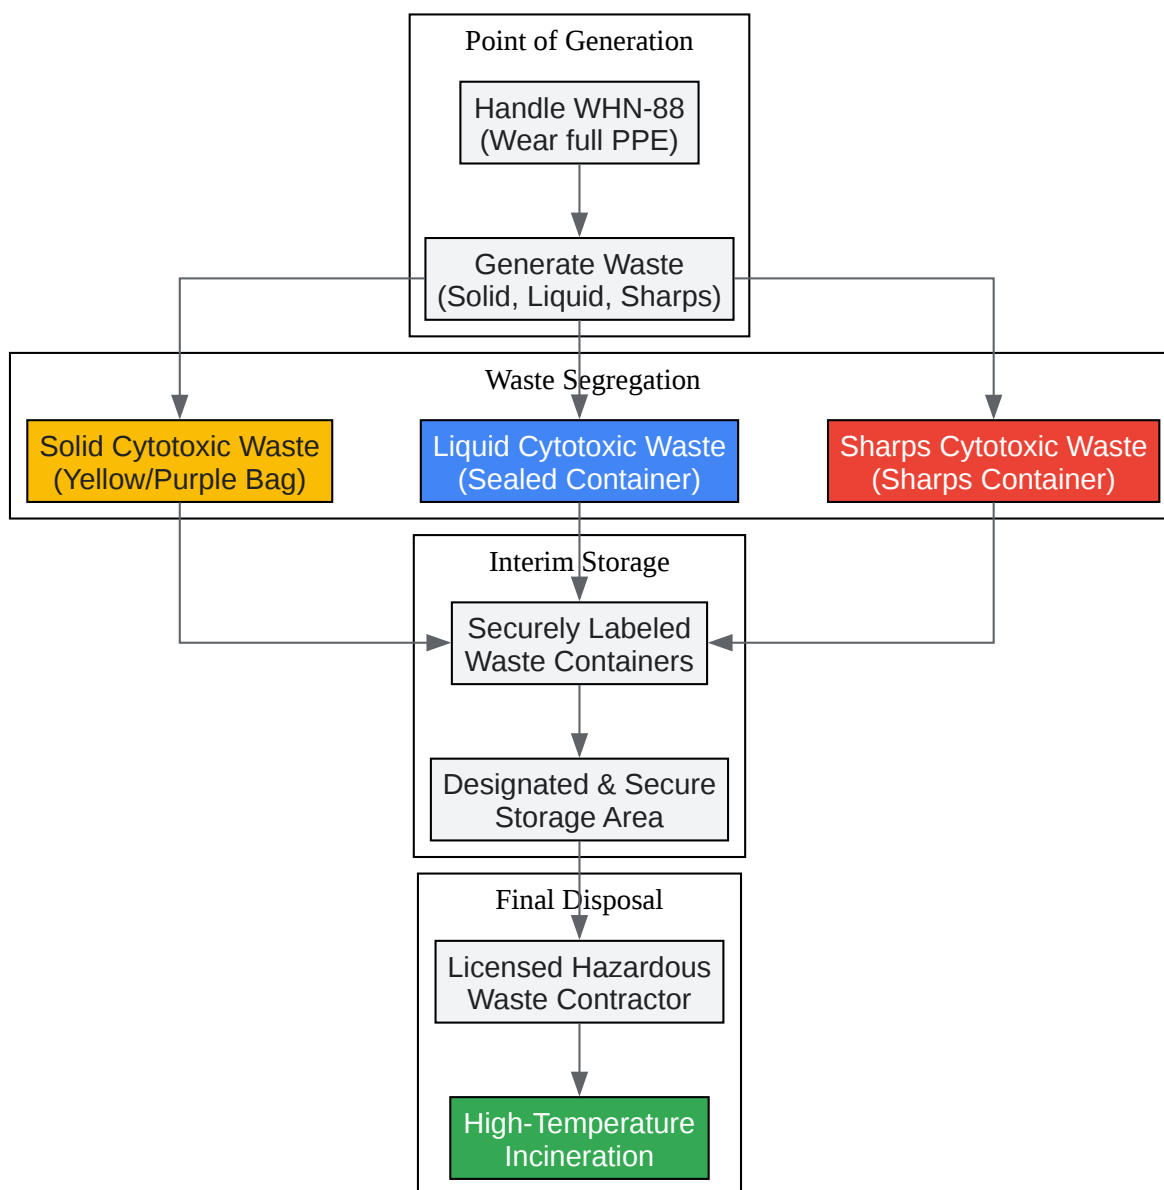 Point of Generation
Handle WHN-88
(Wear full PPE)
Generate Waste
(Solid, Liquid, Sharps)
Waste Segregation
Solid Cytotoxic Waste
(Yellow/Purple Bag)
Liquid Cytotoxic Waste
(Sealed Container)
Sharps Cytotoxic Waste
(Sharps Container)
Interim Storage
Securely Labeled
Waste Containers
Designated & Secure
Storage Area
Final Disposal
Licensed Hazardous
Waste Contractor
High-Temperature
Incineration